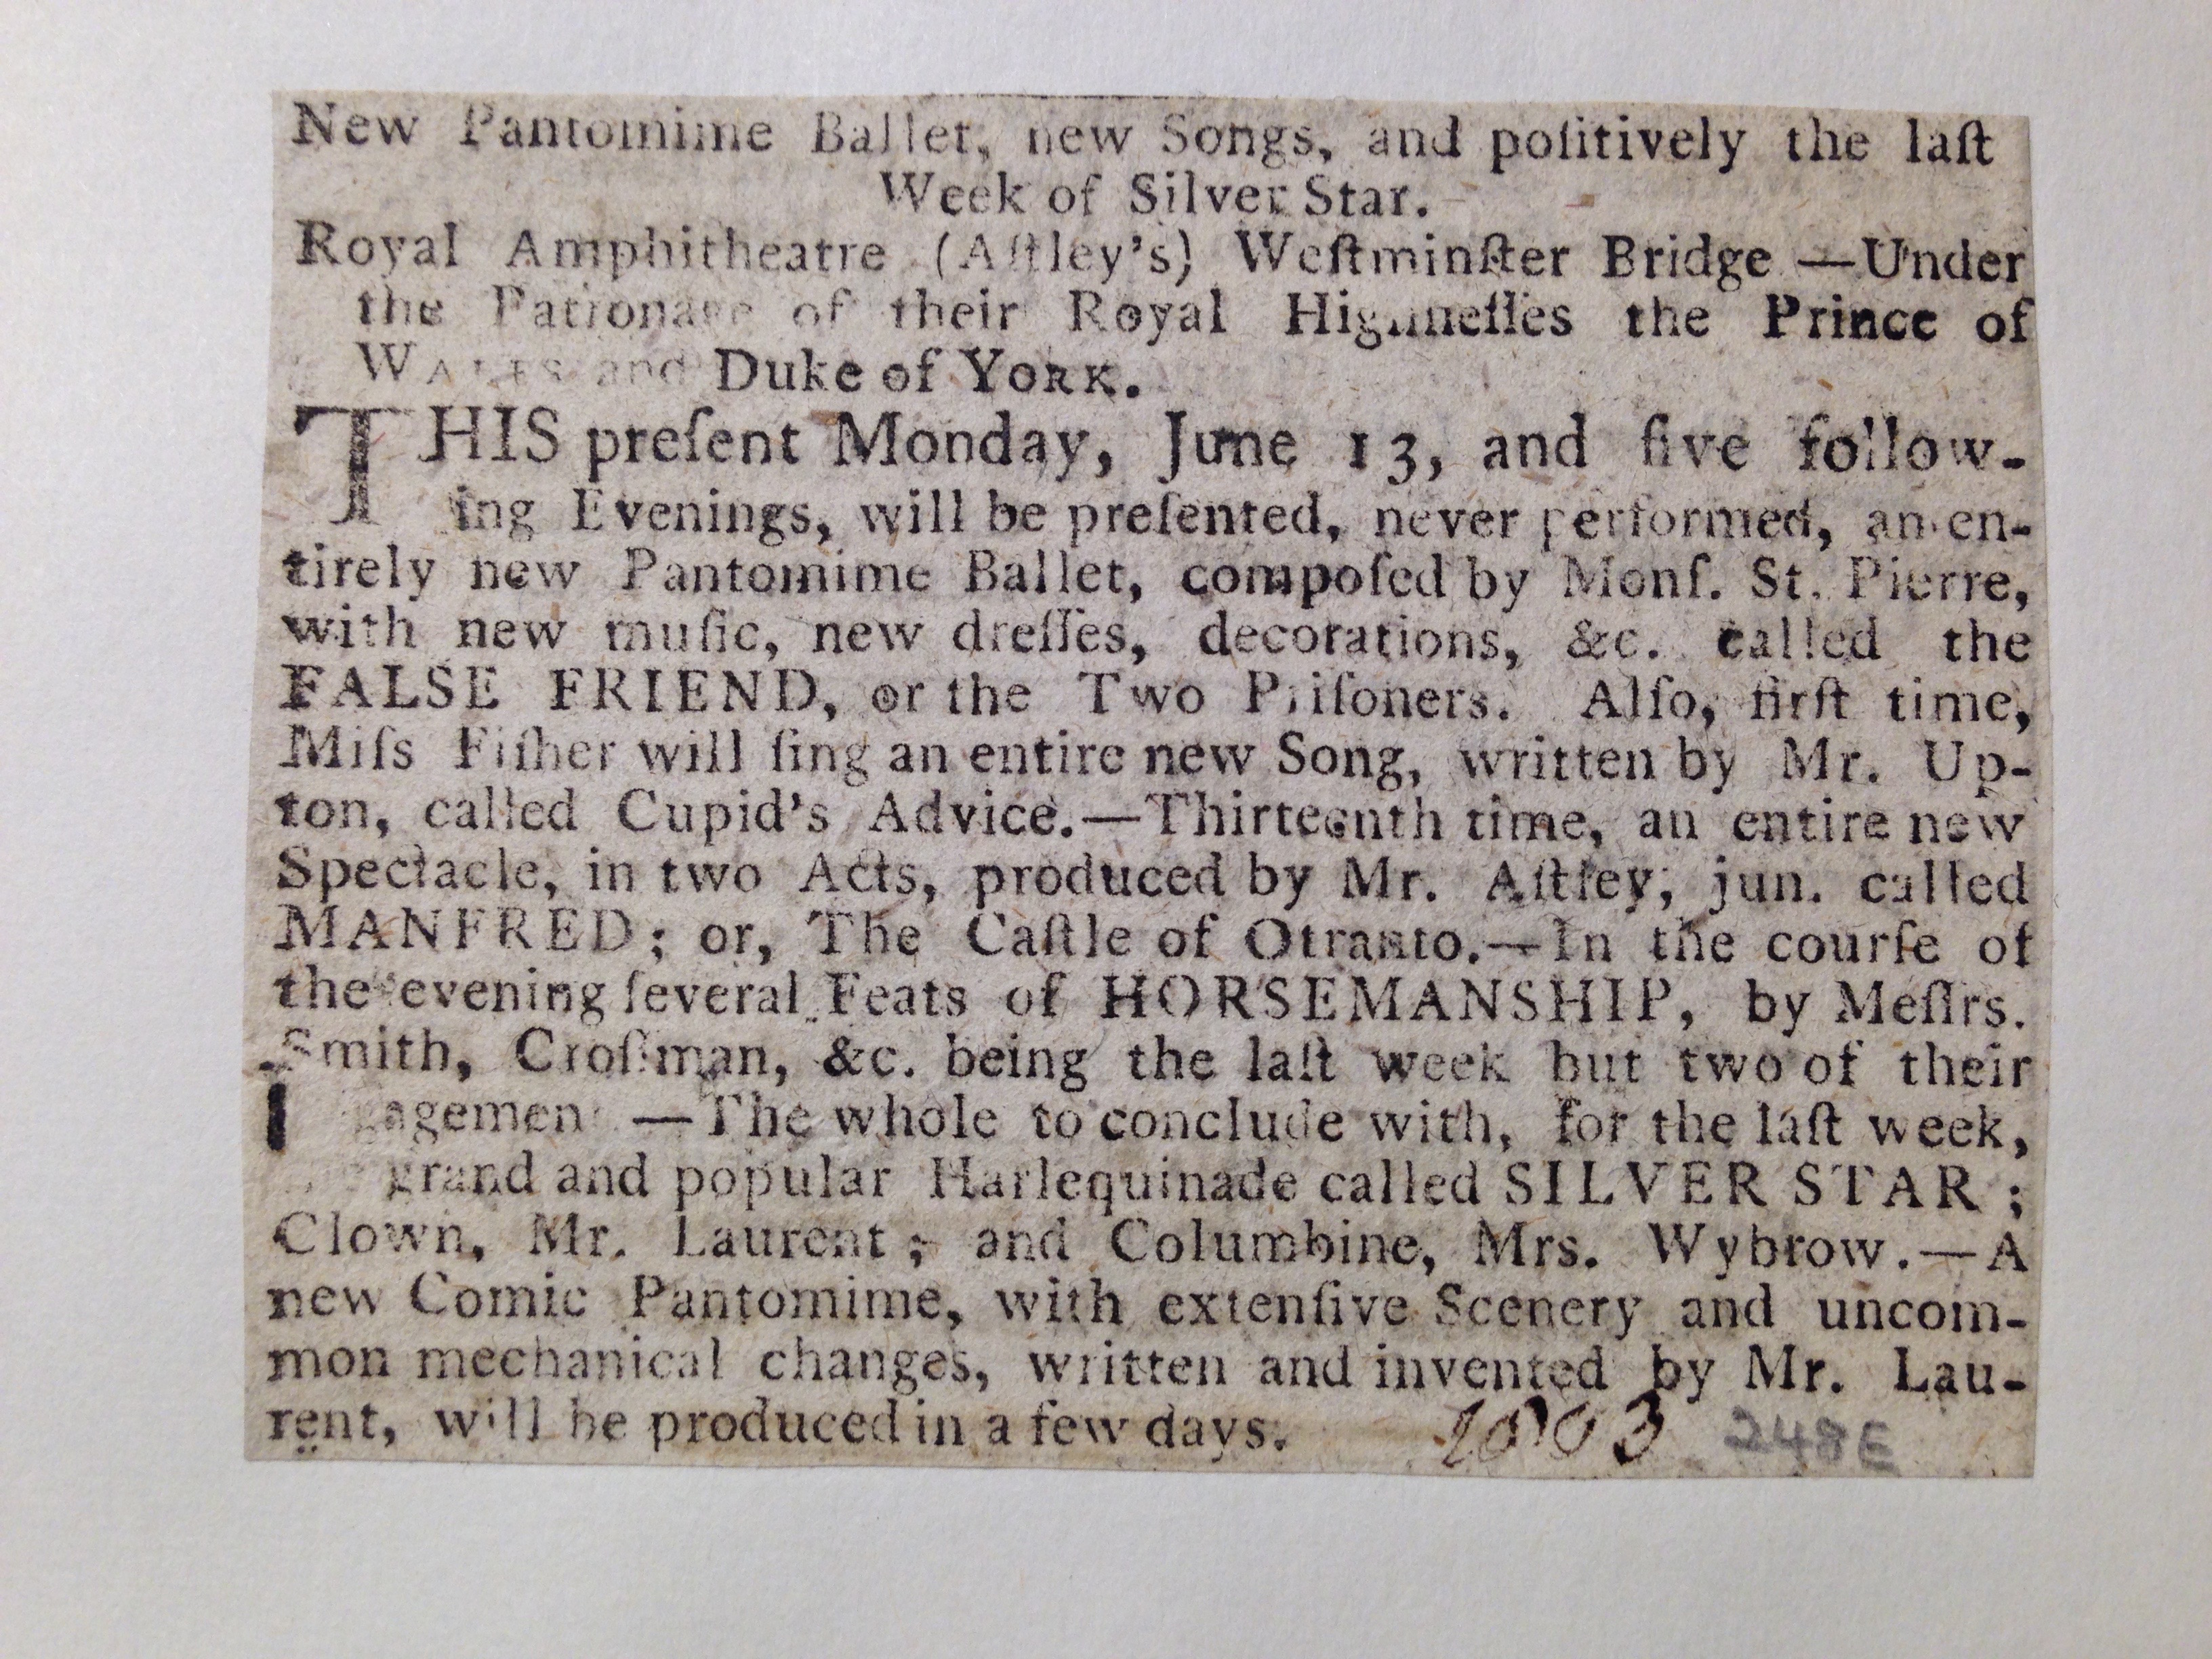 New Pantomime Ballet, new Songs, and poſitively the laſt
Week of Silver Star.
Royal Amphitheatre (Aſtley's) Weſtminſter Bridge —Under
the Patronage of their Royal Highneſſes the Prince of
WALES and Duke of YORK.
THIS preſent Monday, June 13, and five follow-
ing Evenings, will be preſented, never performed, an en-
tirely new Pantomime Ballet, compoſed by Monſ. St. Pierre,
with new muſic, new dreſſes, decorations, &c. called the
FALSE FRIEND, or the Two Priſoners. Alſo, firſt time,
Miſs Fiſher will ſing an entire new Song, written by Mr. Up-
ton, called Cupid's Advice.—Thirteenth time, an entire new
Spectacle, in two Acts, produced by Mr. Aſtley, jun. called
MANFRED; or, The Caſtle of Otranto.—In the courſe of
the evening ſeveral Feats of HORSEMANSHIP, by Meſſrs.
Smith, Croſſman, &c. being the laſt week but two of their
gagemen —The whole to conclude with, for the laſt week,
grand and popular Harlequinade called SILVER STAR;
Clown, Mr. Laurent; and Columbine, Mrs. Wybrow.—A
new Comic Pantomime, with extenſive Scenery and uncom-
mon mechanical changes, written and invented by Mr. Lau-
rent, will be produced in a few days. 1803 248E